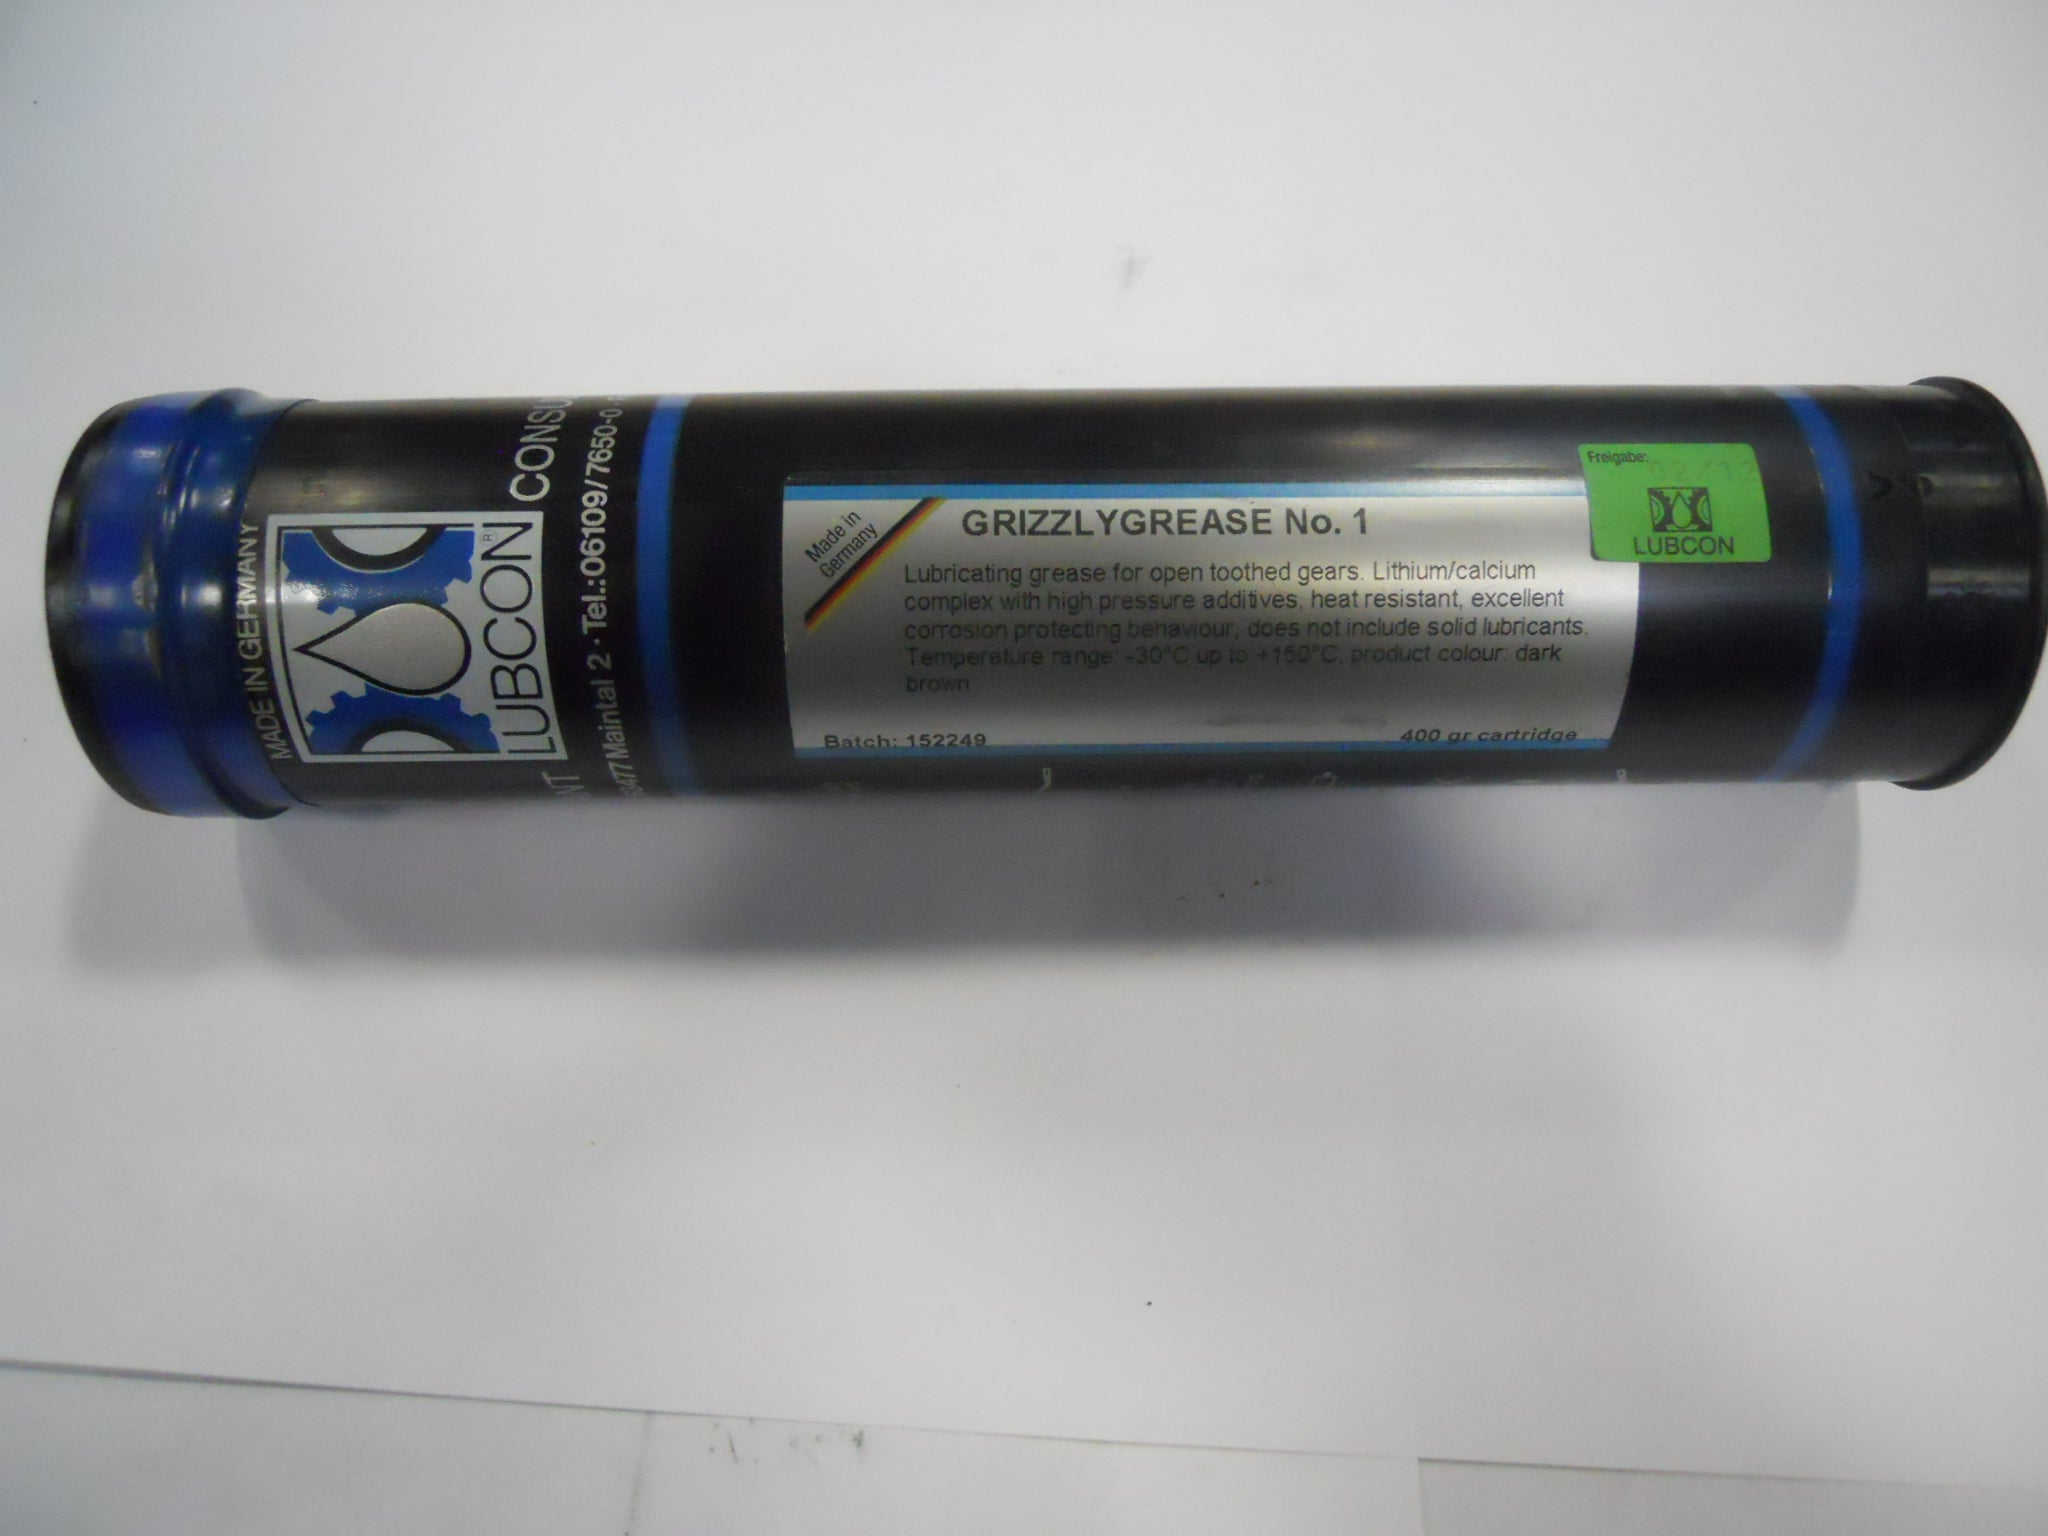 MADE IN GERMANY
LUBCON®
CONSU
NT
Maintal 2 · Tel.:06109/7650-0
Made in
Germany
GRIZZLYGREASE No. 1
Lubricating grease for open toothed gears. Lithium/calcium
complex with high pressure additives, heat resistant, excellent
corrosion protecting behaviour, does not include solid lubricants.
Temperature range: -30°C up to +150°C, product colour: dark
brown
Batch: 152249
400 gr cartridge
Freigabe:
LUBCON